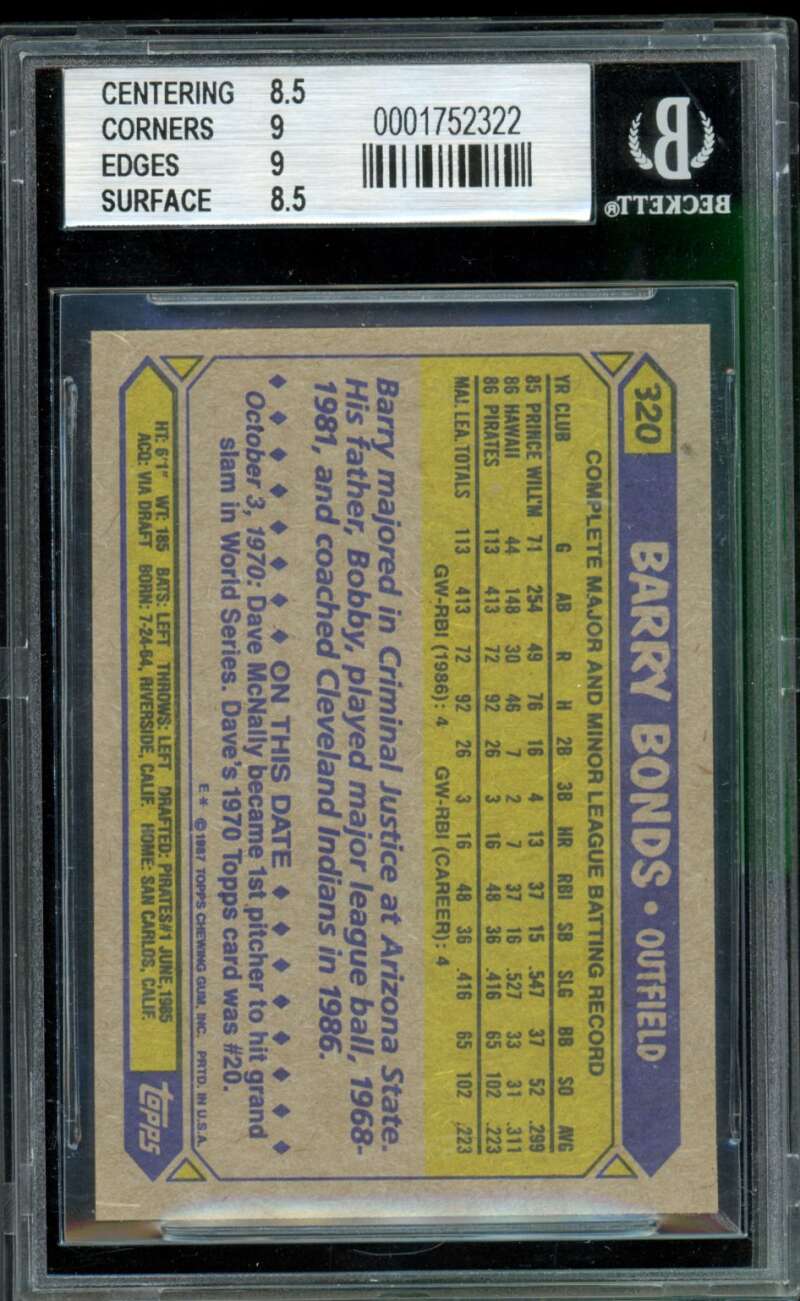 CENTERING 8.5
CORNERS 9
EDGES 9
SURFACE 8.5
0001752322
BECKETT®
320 BARRY BONDS • OUTFIELD
COMPLETE MAJOR AND MINOR LEAGUE BATTING RECORD
YR CLUB G AB R H 2B 3B HR RBI SB SLG BB SO AVG
85 PRINCE WILL'M 71 254 49 76 16 4 13 37 15 .547 37 52 .299
86 HAWAII 44 148 30 46 7 2 7 37 16 .527 33 31 .311
86 PIRATES 113 413 72 92 26 3 16 48 36 .416 65 102 .223
MAJ. LEA. TOTALS 113 413 72 92 26 3 16 48 36 .416 65 102 .223
GW-RBI (1986): 4 GW-RBI (CAREER): 4
Barry majored in Criminal Justice at Arizona State.
His father, Bobby, played major league ball, 1968-
1981, and coached Cleveland Indians in 1986.
♦ ♦ ♦ ♦ ♦ ♦ ♦ ON THIS DATE ♦ ♦ ♦ ♦ ♦ ♦ ♦ ♦
October 3, 1970: Dave McNally became 1st pitcher to hit grand
slam in World Series. Dave's 1970 Topps card was #20.
E* ©1987 TOPPS CHEWING GUM, INC. PRTD. IN U.S.A.
HT: 6'1" WT: 185 BATS: LEFT THROWS: LEFT DRAFTED: PIRATES#1 JUNE, 1985
ACQ: VIA DRAFT BORN: 7-24-64, RIVERSIDE, CALIF. HOME: SAN CARLOS, CALIF.
topps